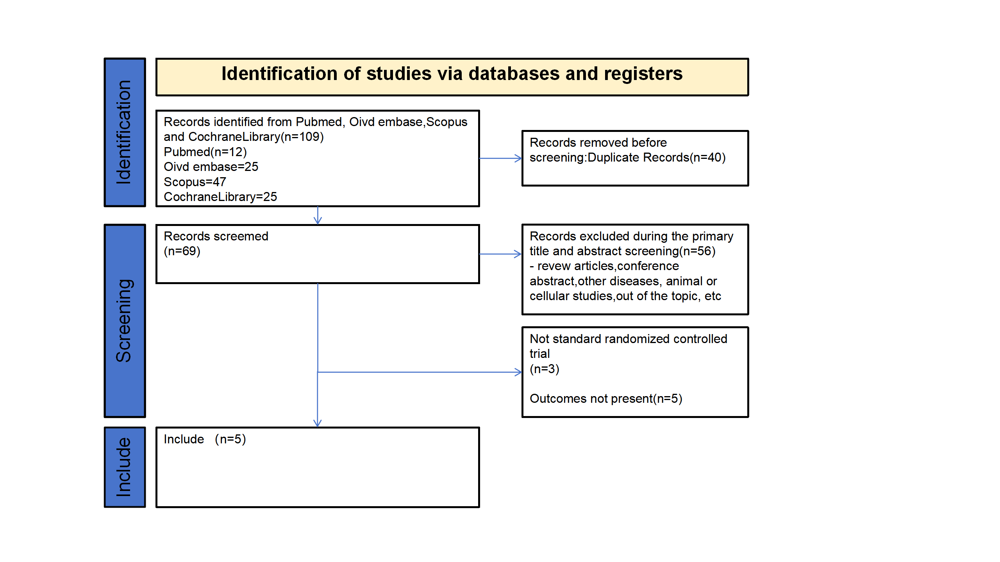 Identification
Identification of studies via databases and registers
Records identified from Pubmed, Oivd embase,Scopus
and CochraneLibrary(n=109)
Pubmed(n=12)
Oivd embase=25
Scopus=47
CochraneLibrary=25
Records removed before
screening:Duplicate Records(n=40)
Screening
Records screemed
(n=69)
Records excluded during the primary
title and abstract screening(n=56)
- revew articles,conference
abstract,other diseases, animal or
cellular studies,out of the topic, etc
Not standard randomized controlled
trial
(n=3)
Outcomes not present(n=5)
Include
Include （n=5）